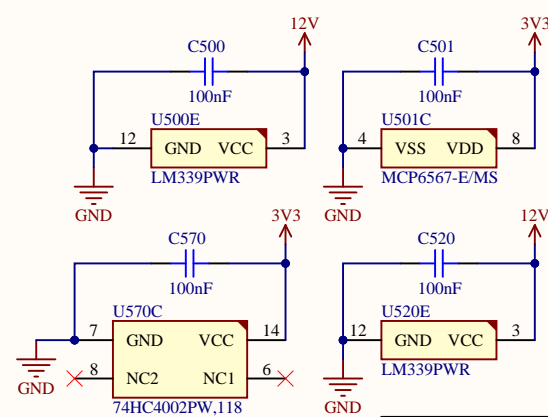 12V
C500
100nF
U500E
12 GND VCC 3
LM339PWR
GND
3V3
C501
100nF
U501C
4 VSS VDD 8
MCP6567-E/MS
GND
3V3
C570
100nF
U570C
7 GND VCC 14
8 NC2 NC1 6
74HC4002PW,118
GND
12V
C520
100nF
U520E
12 GND VCC 3
LM339PWR
GND